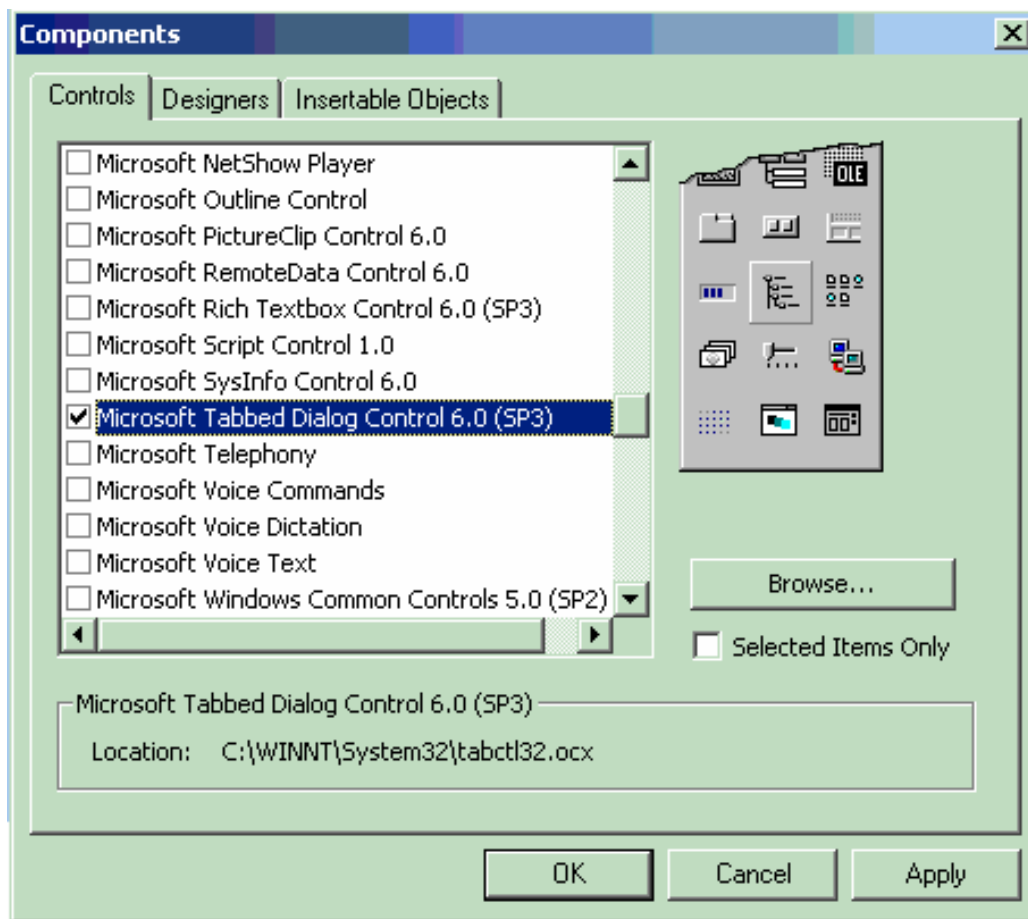 Components
Controls
Designers
Insertable Objects
Microsoft NetShow Player
Microsoft Outline Control
Microsoft PictureClip Control 6.0
Microsoft RemoteData Control 6.0
Microsoft Rich Textbox Control 6.0 (SP3)
Microsoft Script Control 1.0
Microsoft SysInfo Control 6.0
Microsoft Tabbed Dialog Control 6.0 (SP3)
Microsoft Telephony
Microsoft Voice Commands
Microsoft Voice Dictation
Microsoft Voice Text
Microsoft Windows Common Controls 5.0 (SP2)
OLE
Browse...
Selected Items Only
Microsoft Tabbed Dialog Control 6.0 (SP3)
Location: C:\WINNT\System32\tabctl32.ocx
OK
Cancel
Apply